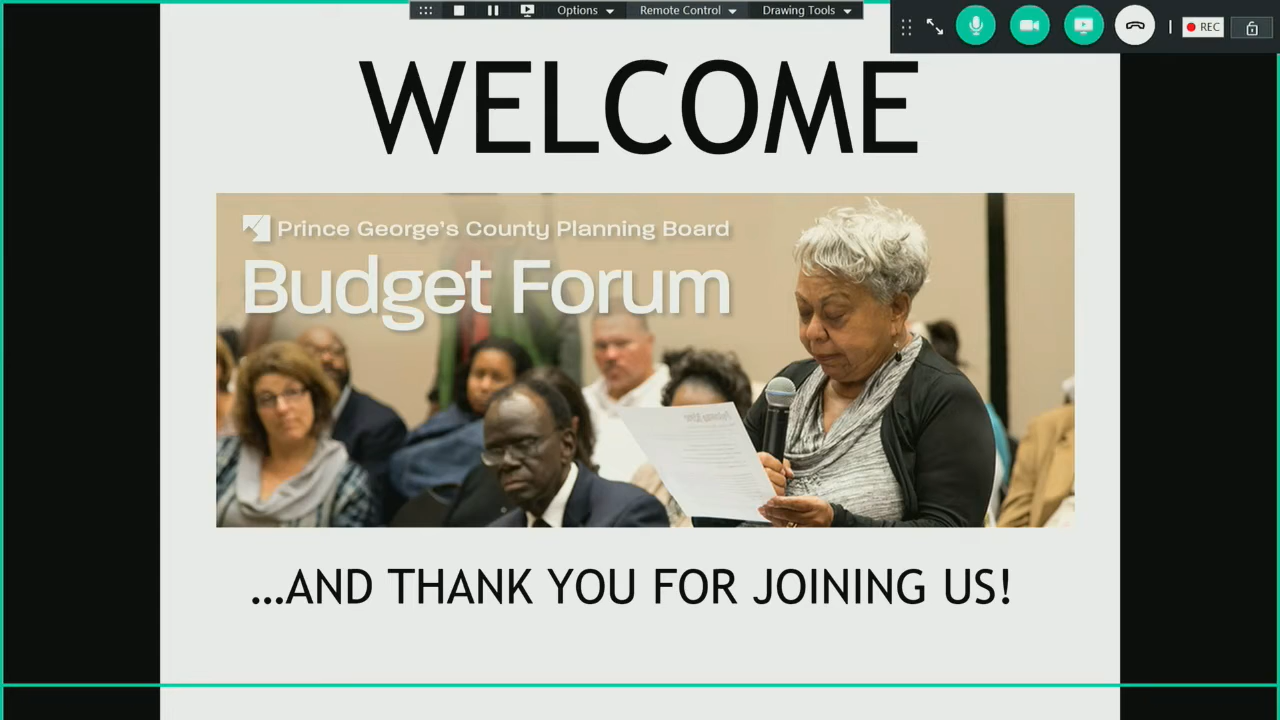 Options
Remote Control
Drawing Tools
REC
WELCOME
Prince George's County Planning Board
Budget Forum
...AND THANK YOU FOR JOINING US!